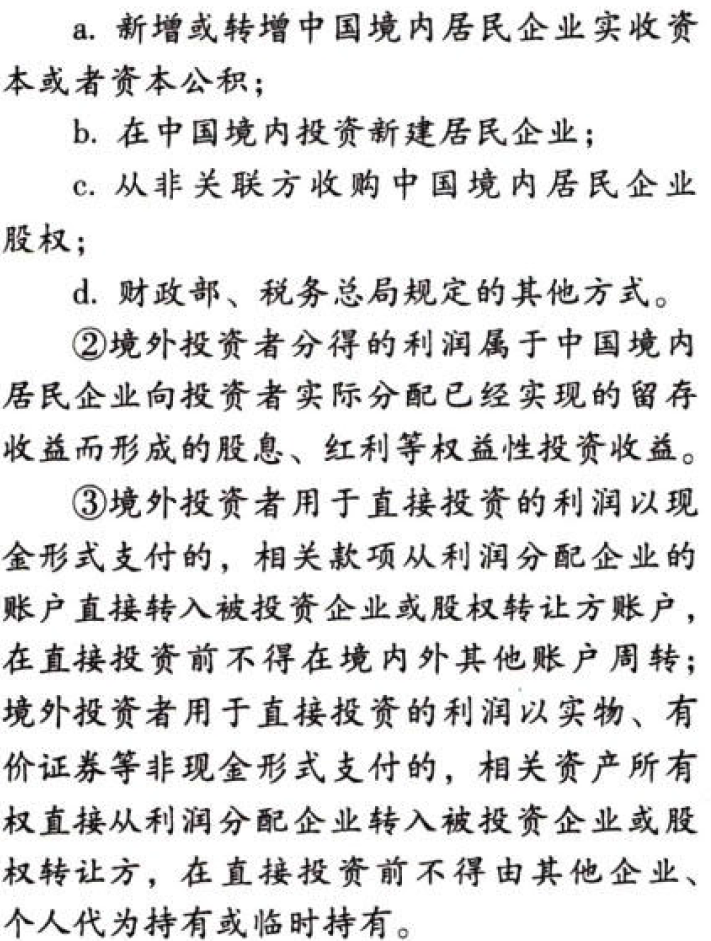 a. 新增或转增中国境内居民企业实收资
本或者资本公积；
b. 在中国境内投资新建居民企业；
c. 从非关联方收购中国境内居民企业
股权；
d. 财政部、税务总局规定的其他方式。
②境外投资者分得的利润属于中国境内
居民企业向投资者实际分配已经实现的留存
收益而形成的股息、红利等权益性投资收益。
③境外投资者用于直接投资的利润以现
金形式支付的，相关款项从利润分配企业的
账户直接转入被投资企业或股权转让方账户，
在直接投资前不得在境内外其他账户周转；
境外投资者用于直接投资的利润以实物、有
价证券等非现金形式支付的，相关资产所有
权直接从利润分配企业转入被投资企业或股
权转让方，在直接投资前不得由其他企业、
个人代为持有或临时持有。